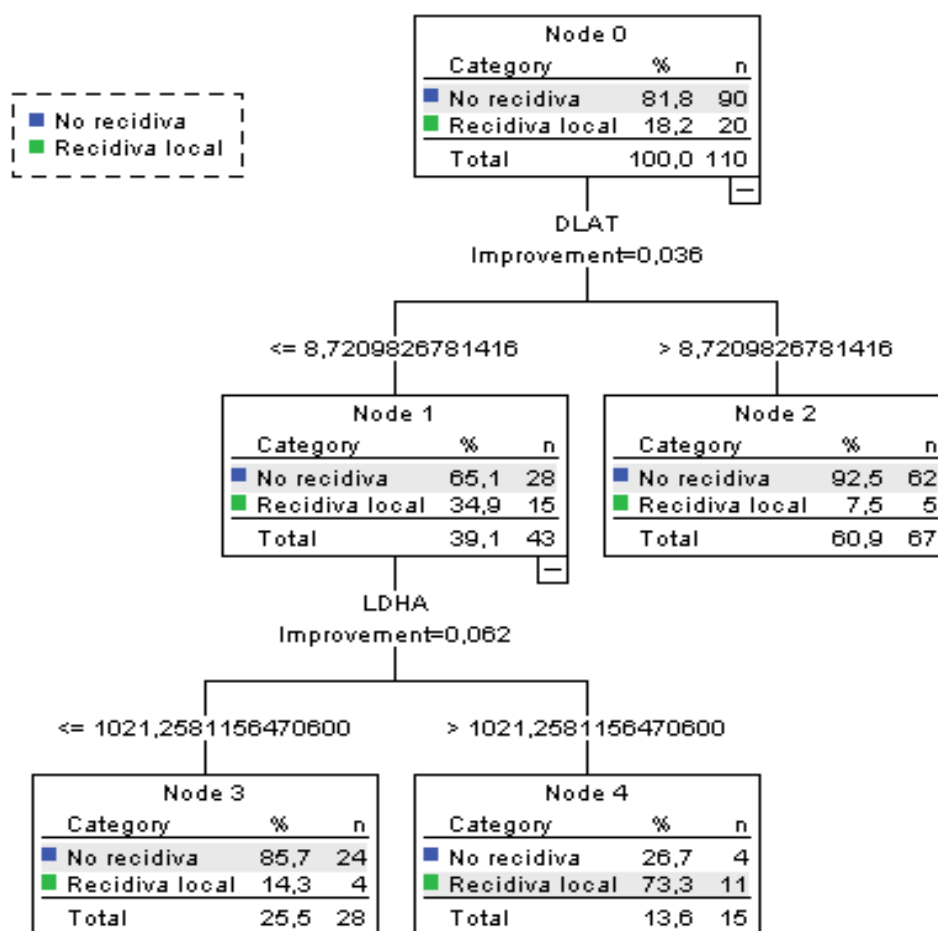 No recidiva
Recidiva local
Node 0
Category % n
No recidiva 81,8 90
Recidiva local 18,2 20
Total 100,0 110
DLAT
Improvement=0,036
<= 8,7209826781416
> 8,7209826781416
Node 1
Category % n
No recidiva 65,1 28
Recidiva local 34,9 15
Total 39,1 43
Node 2
Category % n
No recidiva 92,5 62
Recidiva local 7,5 5
Total 60,9 67
LDHA
Improvement=0,062
<= 1021,2581156470600
> 1021,2581156470600
Node 3
Category % n
No recidiva 85,7 24
Recidiva local 14,3 4
Total 25,5 28
Node 4
Category % n
No recidiva 26,7 4
Recidiva local 73,3 11
Total 13,6 15